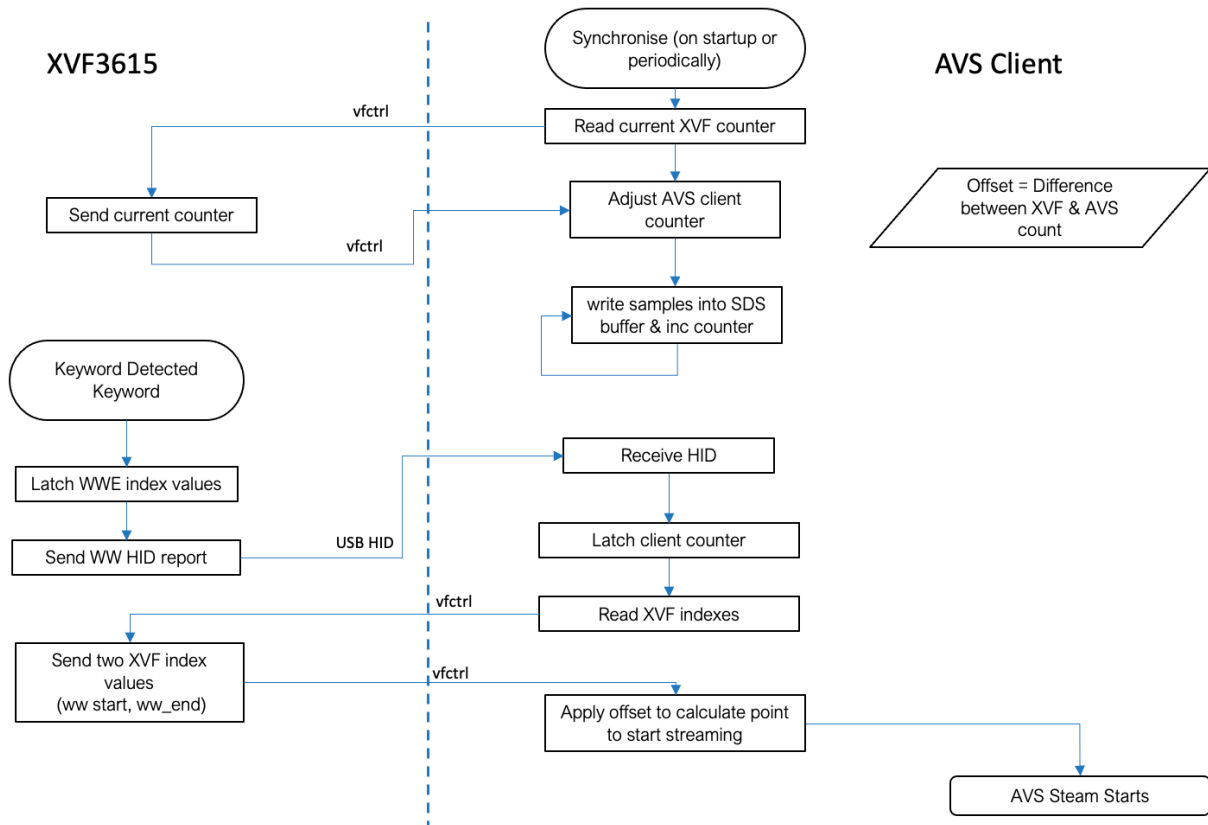 XVF3615
Synchronise (on startup or
periodically)
AVS Client
vfctrl
Read current XVF counter
Send current counter
vfctrl
Adjust AVS client
counter
Offset = Difference
between XVF & AVS
count
write samples into SDS
buffer & inc counter
Keyword Detected
Keyword
Latch WWE index values
Send WW HID report
USB HID
Receive HID
Latch client counter
Read XVF indexes
vfctrl
Send two XVF index
values
(ww start, ww_end)
vfctrl
Apply offset to calculate point
to start streaming
AVS Steam Starts